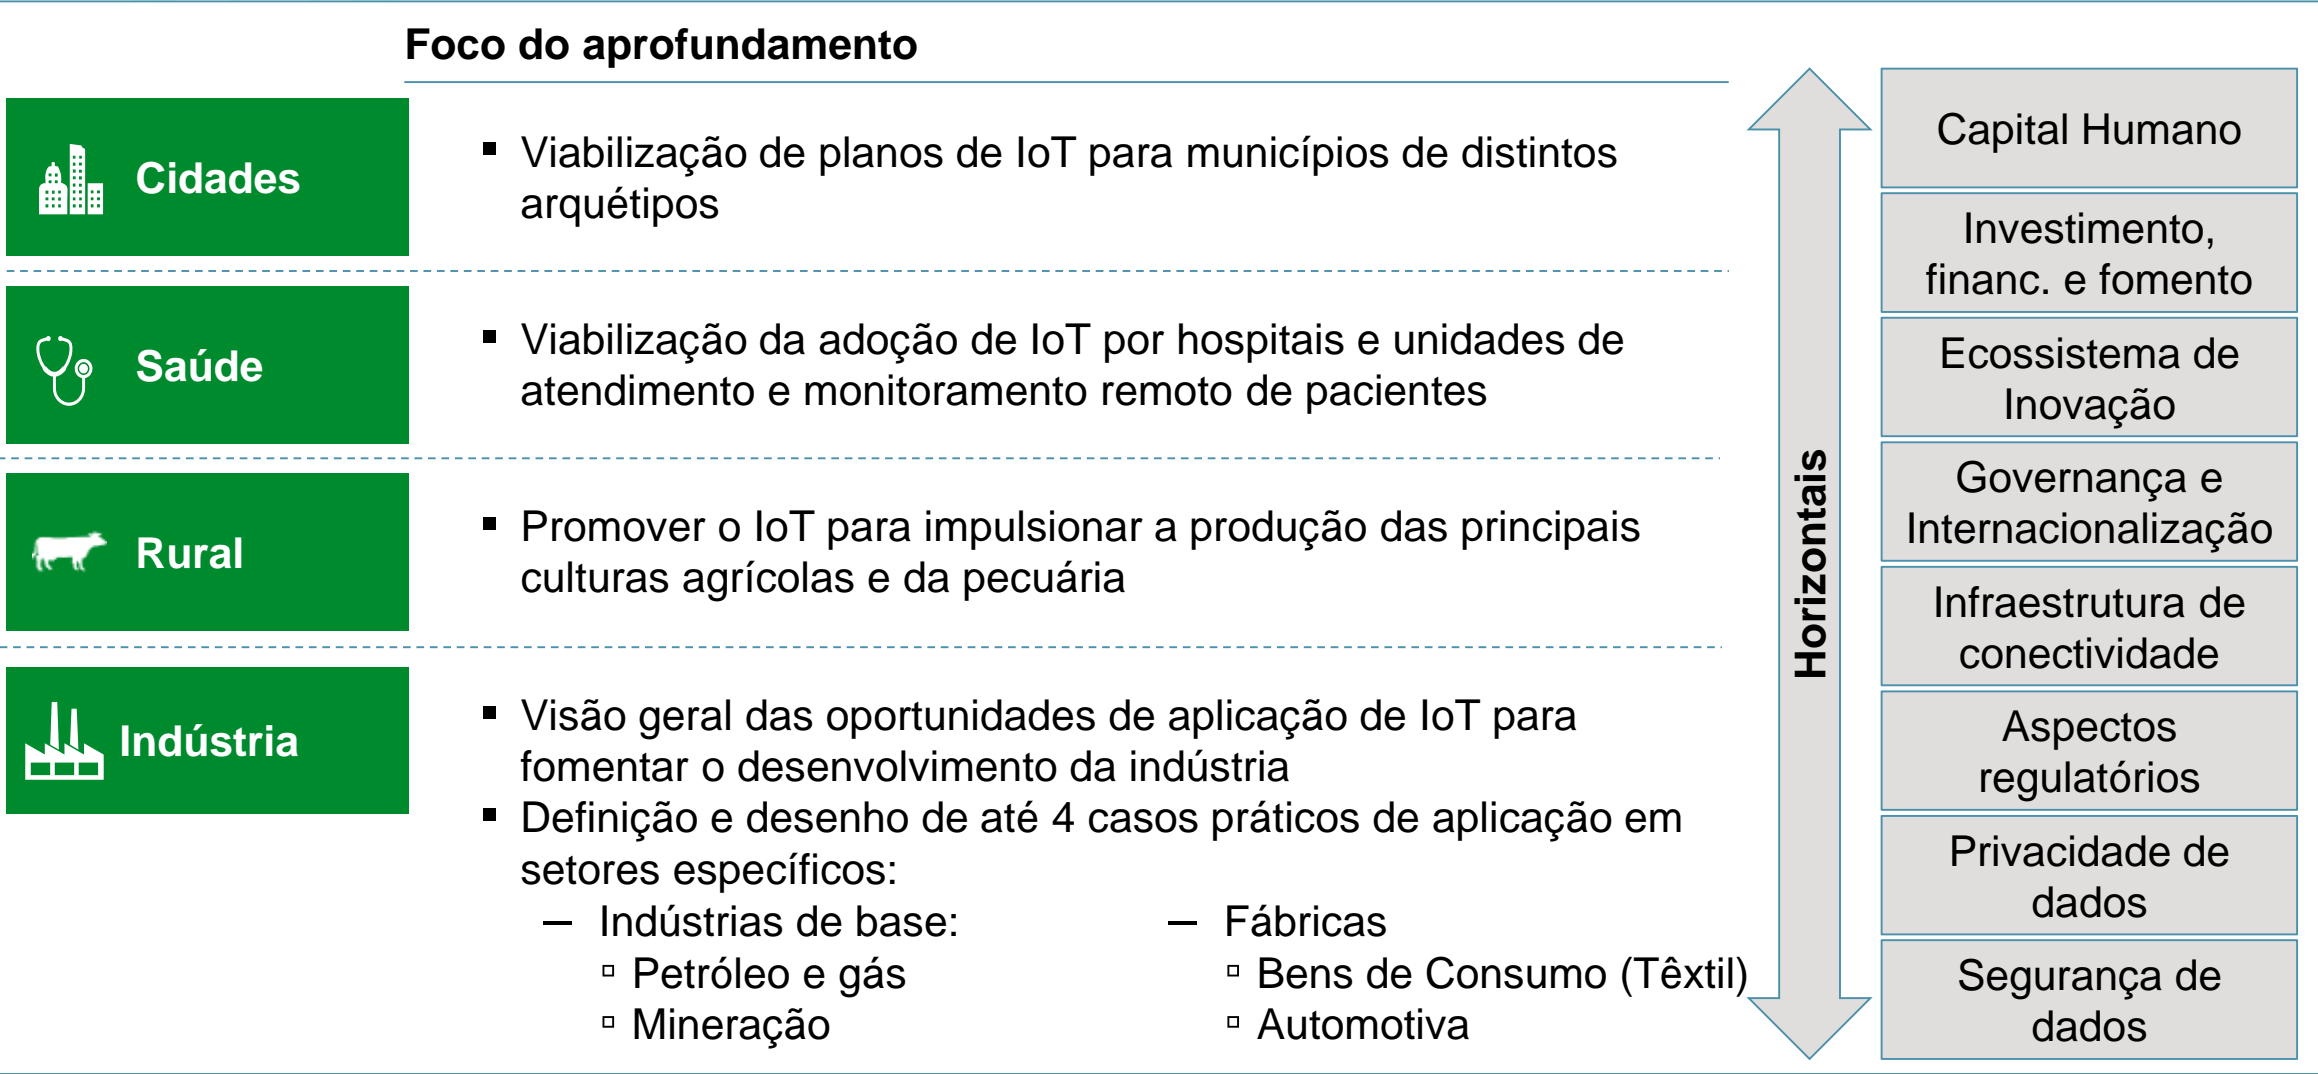 Foco do aprofundamento
Cidades
Viabilização de planos de IoT para municípios de distintos
arquétipos
Saúde
Viabilização da adoção de IoT por hospitais e unidades de
atendimento e monitoramento remoto de pacientes
Rural
Promover o IoT para impulsionar a produção das principais
culturas agrícolas e da pecuária
Indústria
Visão geral das oportunidades de aplicação de IoT para
fomentar o desenvolvimento da indústria
Definição e desenho de até 4 casos práticos de aplicação em
setores específicos:
— Indústrias de base:
Petróleo e gás
Mineração
— Fábricas
Bens de Consumo (Têxtil)
Automotiva
Horizontais
Capital Humano
Investimento,
financ. e fomento
Ecossistema de
Inovação
Governança e
Internacionalização
Infraestrutura de
conectividade
Aspectos
regulatórios
Privacidade de
dados
Segurança de
dados